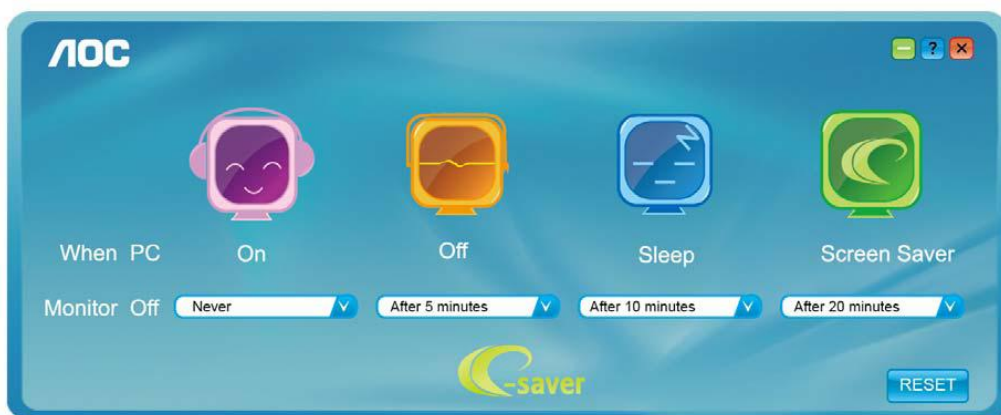 AOC
?
When PC On Off Sleep Screen Saver
Monitor Off Never After 5 minutes After 10 minutes After 20 minutes
e-saver
RESET